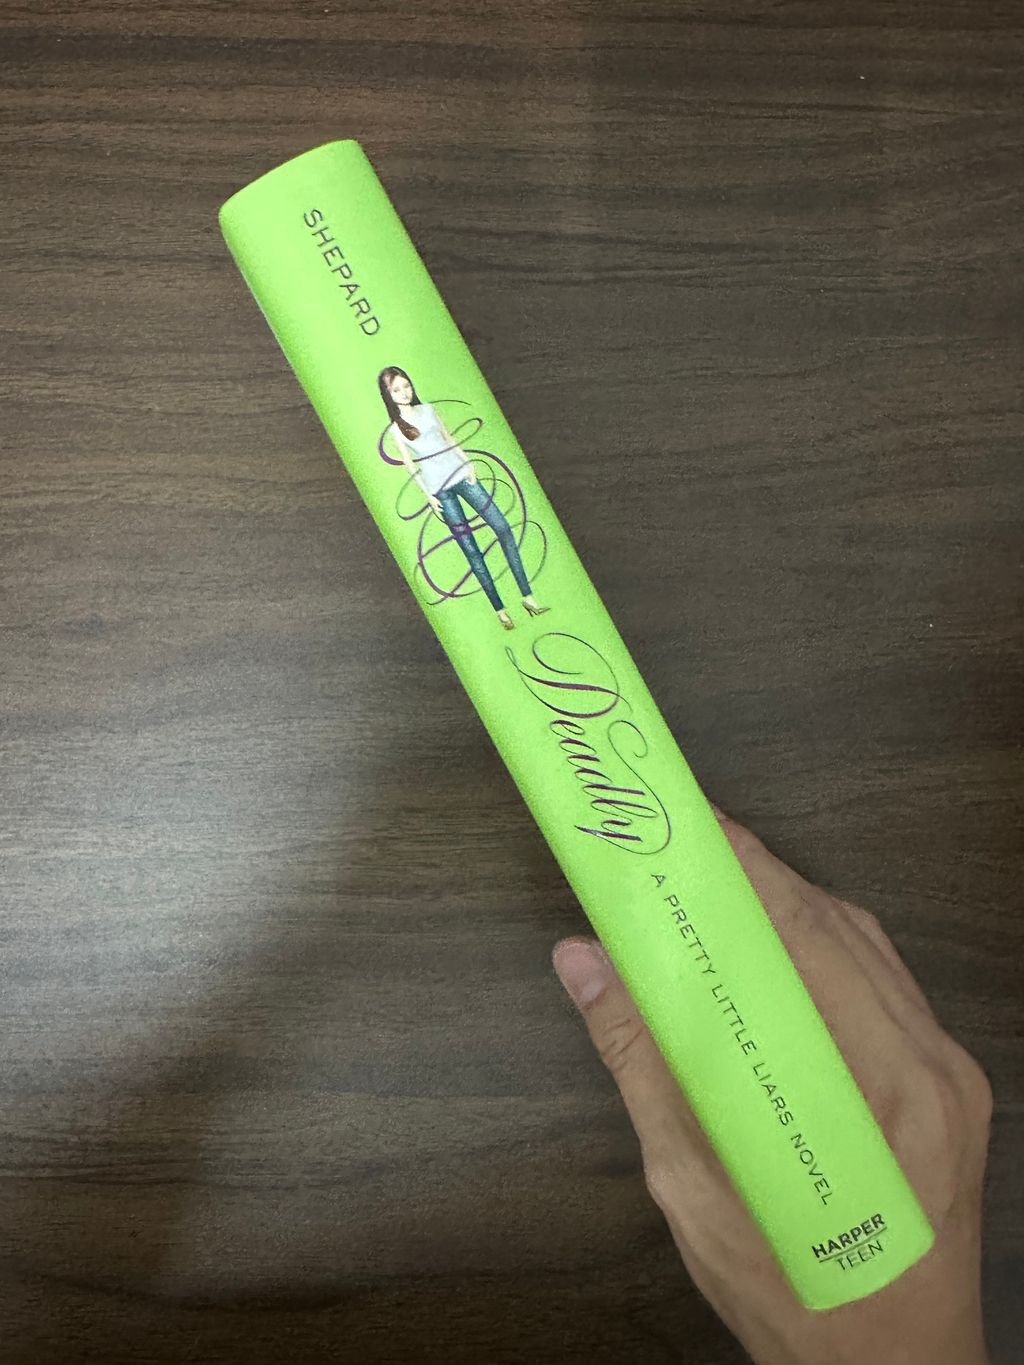 SHEPARD
Deadly
A PRETTY LITTLE LIARS NOVEL
HARPER
TEEN